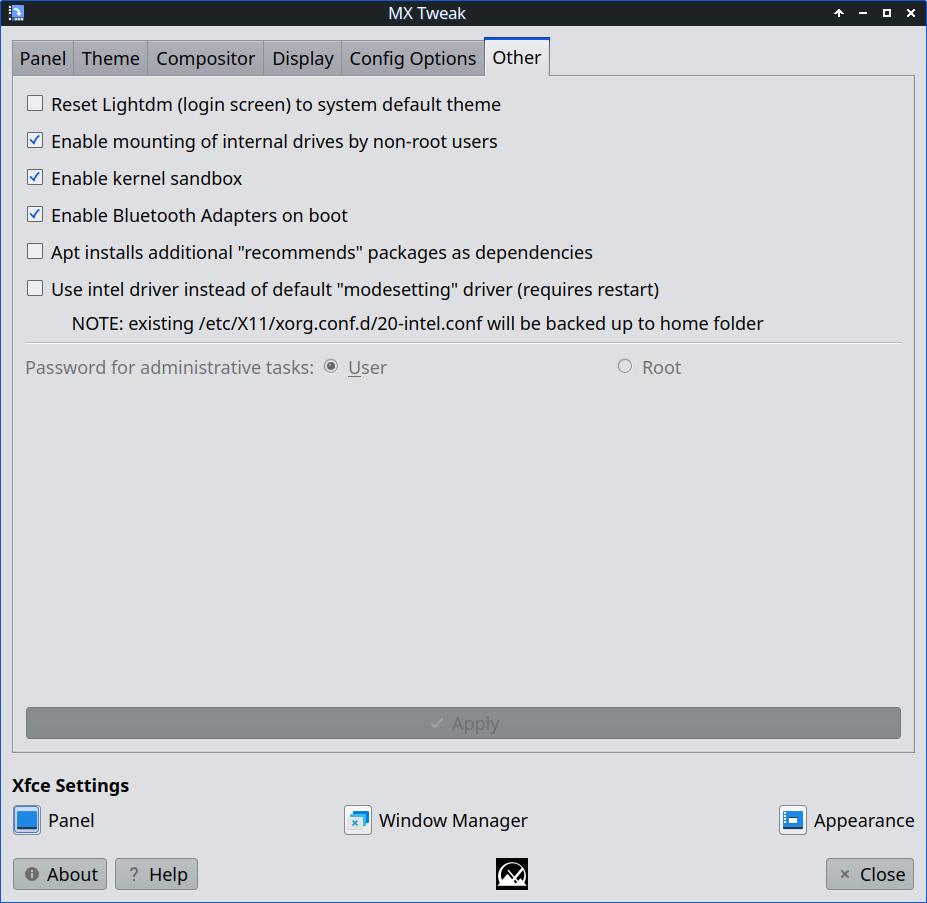 MX Tweak
Panel Theme Compositor Display Config Options Other
Reset Lightdm (login screen) to system default theme
Enable mounting of internal drives by non-root users
Enable kernel sandbox
Enable Bluetooth Adapters on boot
Apt installs additional "recommends" packages as dependencies
Use intel driver instead of default "modesetting" driver (requires restart)
NOTE: existing /etc/X11/xorg.conf.d/20-intel.conf will be backed up to home folder
Password for administrative tasks: User Root
Apply
Xfce Settings
Panel Window Manager Appearance
About Help Close